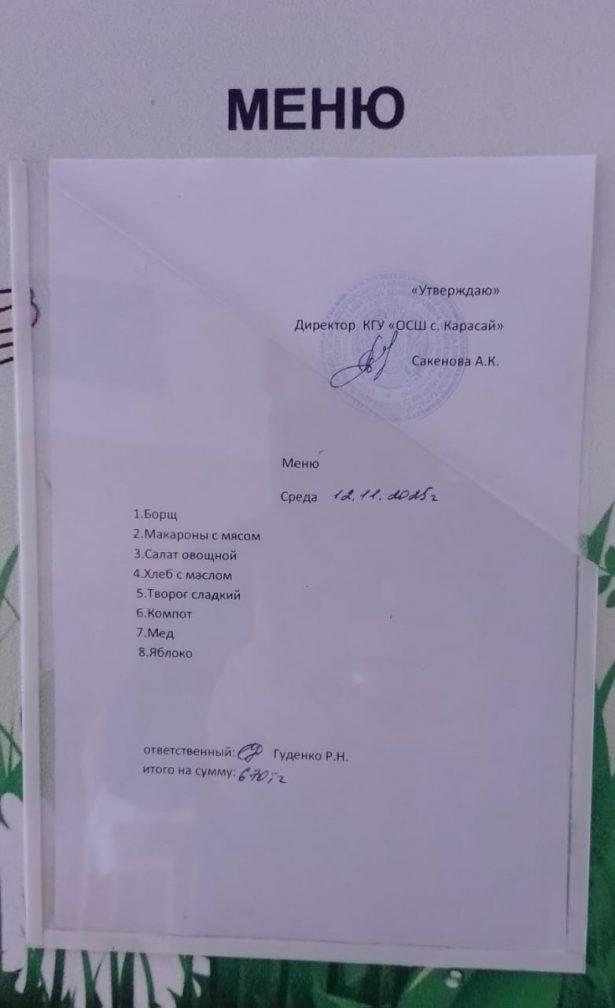 МЕНЮ
«Утверждаю»
Директор КГУ «ОСШ с. Карасай»
Сакенова А.К.
Меню
Среда 12.11.2025г
1.Борщ
2.Макароны с мясом
3.Салат овощной
4.Хлеб с маслом
5.Творог сладкий
6.Компот
7.Мед
8.Яблоко
ответственный: Гуденко Р.Н.
итого на сумму: 670,-г